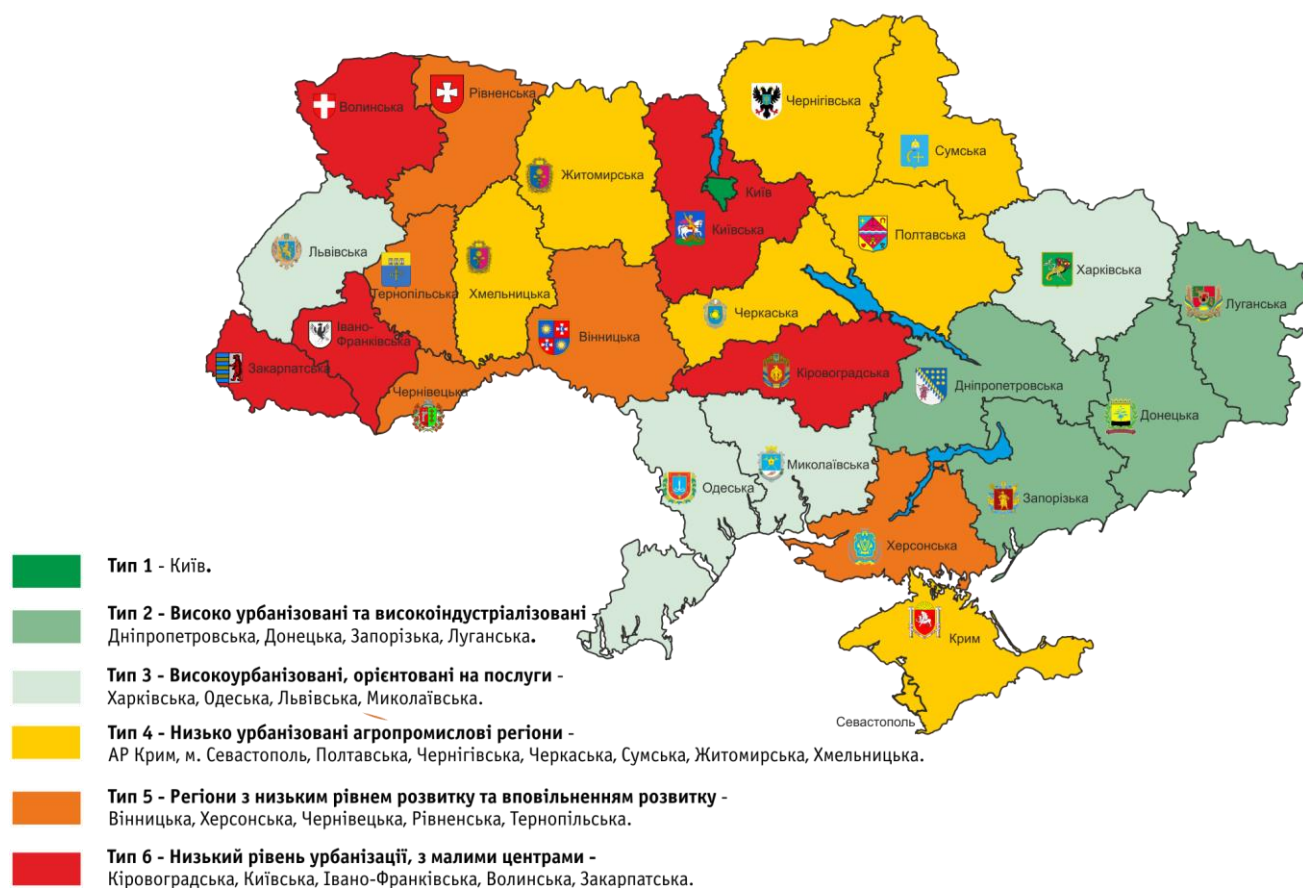 Волинська
Рівненська
Чернігівська
Сумська
Житомирська
Київ
Київська
Полтавська
Львівська
Тернопільська
Хмельницька
Харківська
Луганська
Черкаська
Івано-
Франківська
Вінницька
Закарпатська
Кіровоградська
Чернівецька
Дніпропетровська
Донецька
Миколаївська
Одеська
Запорізька
Херсонська
Крим
Севастополь
Тип 1 - Київ.
Тип 2 - Високо урбанізовані та високоіндустріалізовані -
Дніпропетровська, Донецька, Запорізька, Луганська.
Тип 3 - Високоурбанізовані, орієнтовані на послуги -
Харківська, Одеська, Львівська, Миколаївська.
Тип 4 - Низько урбанізовані агропромислові регіони -
АР Крим, м. Севастополь, Полтавська, Чернігівська, Черкаська, Сумська, Житомирська, Хмельницька.
Тип 5 - Регіони з низьким рівнем розвитку та вповільненням розвитку -
Вінницька, Херсонська, Чернівецька, Рівненська, Тернопільська.
Тип 6 - Низький рівень урбанізації, з малими центрами -
Кіровоградська, Київська, Івано-Франківська, Волинська, Закарпатська.